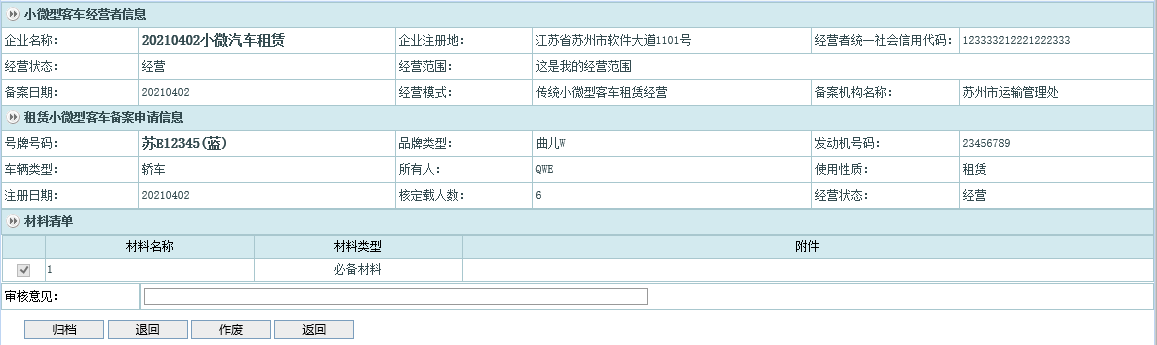 小微型客车经营者信息
企业名称: 20210402小微汽车租赁 企业注册地: 江苏省苏州市软件大道1101号 经营者统一社会信用代码: 123333212221222333
经营状态: 经营 经营范围: 这是我的经营范围
备案日期: 20210402 经营模式: 传统小微型客车租赁经营 备案机构名称: 苏州市运输管理处
租赁小微型客车备案申请信息
号牌号码: 苏E12345(蓝) 品牌类型: 曲儿W 发动机号码: 23456789
车辆类型: 轿车 所有人: QWE 使用性质: 租赁
注册日期: 20210402 核定载人数: 6 经营状态: 经营
材料清单
材料名称 材料类型 附件
1 必备材料
审核意见:
归档 退回 作废 返回